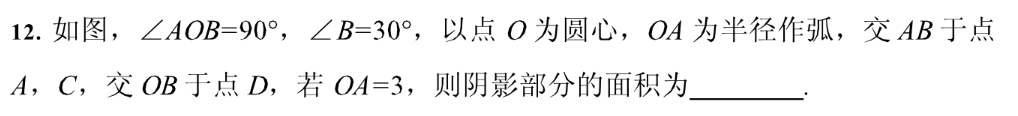 12. 如图，∠AOB=90°，∠B=30°，以点 O 为圆心，OA 为半径作弧，交 AB 于点
A，C，交 OB 于点 D，若 OA=3，则阴影部分的面积为________.